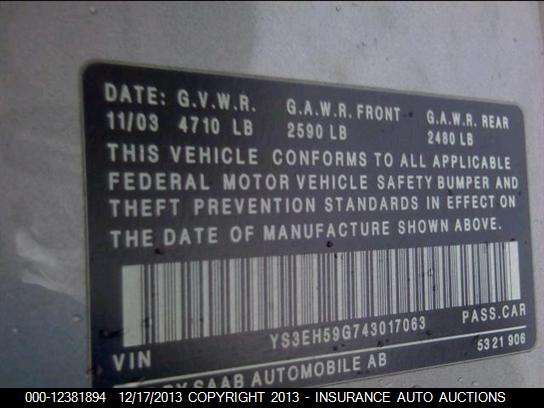 DATE: G.V.W.R. G.A.W.R. FRONT G.A.W.R. REAR
11/03 4710 LB 2590 LB 2480 LB
THIS VEHICLE CONFORMS TO ALL APPLICABLE
FEDERAL MOTOR VEHICLE SAFETY BUMPER AND
THEFT PREVENTION STANDARDS IN EFFECT ON
THE DATE OF MANUFACTURE SHOWN ABOVE.
YS3EH59G743017063 PASS.CAR
VIN 5321906
BY SAAB AUTOMOBILE AB
000-12381894 12/17/2013 COPYRIGHT 2013 - INSURANCE AUTO AUCTIONS